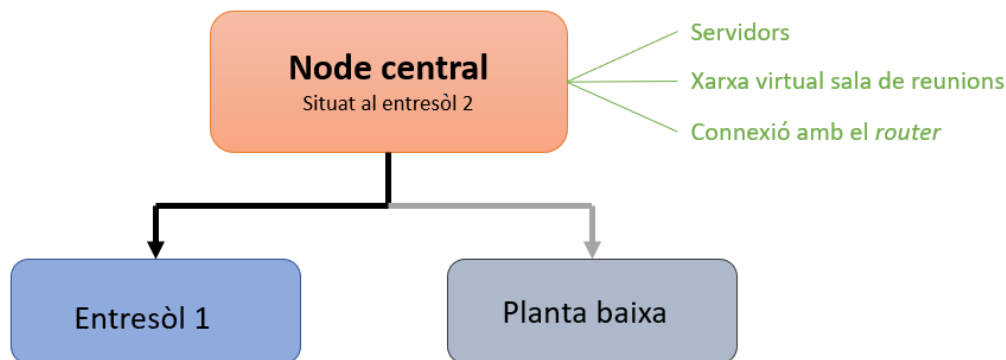 Node central
Situat al entresòl 2
Servidors
Xarxa virtual sala de reunions
Connexió amb el router
Entresòl 1
Planta baixa